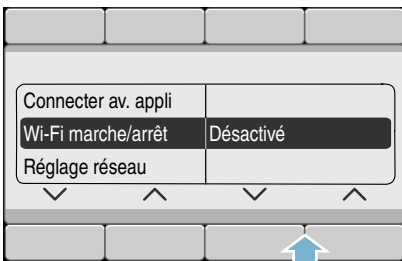 Connecter av. appli
Wi-Fi marche/arrêt Désactivé
Réglage réseau